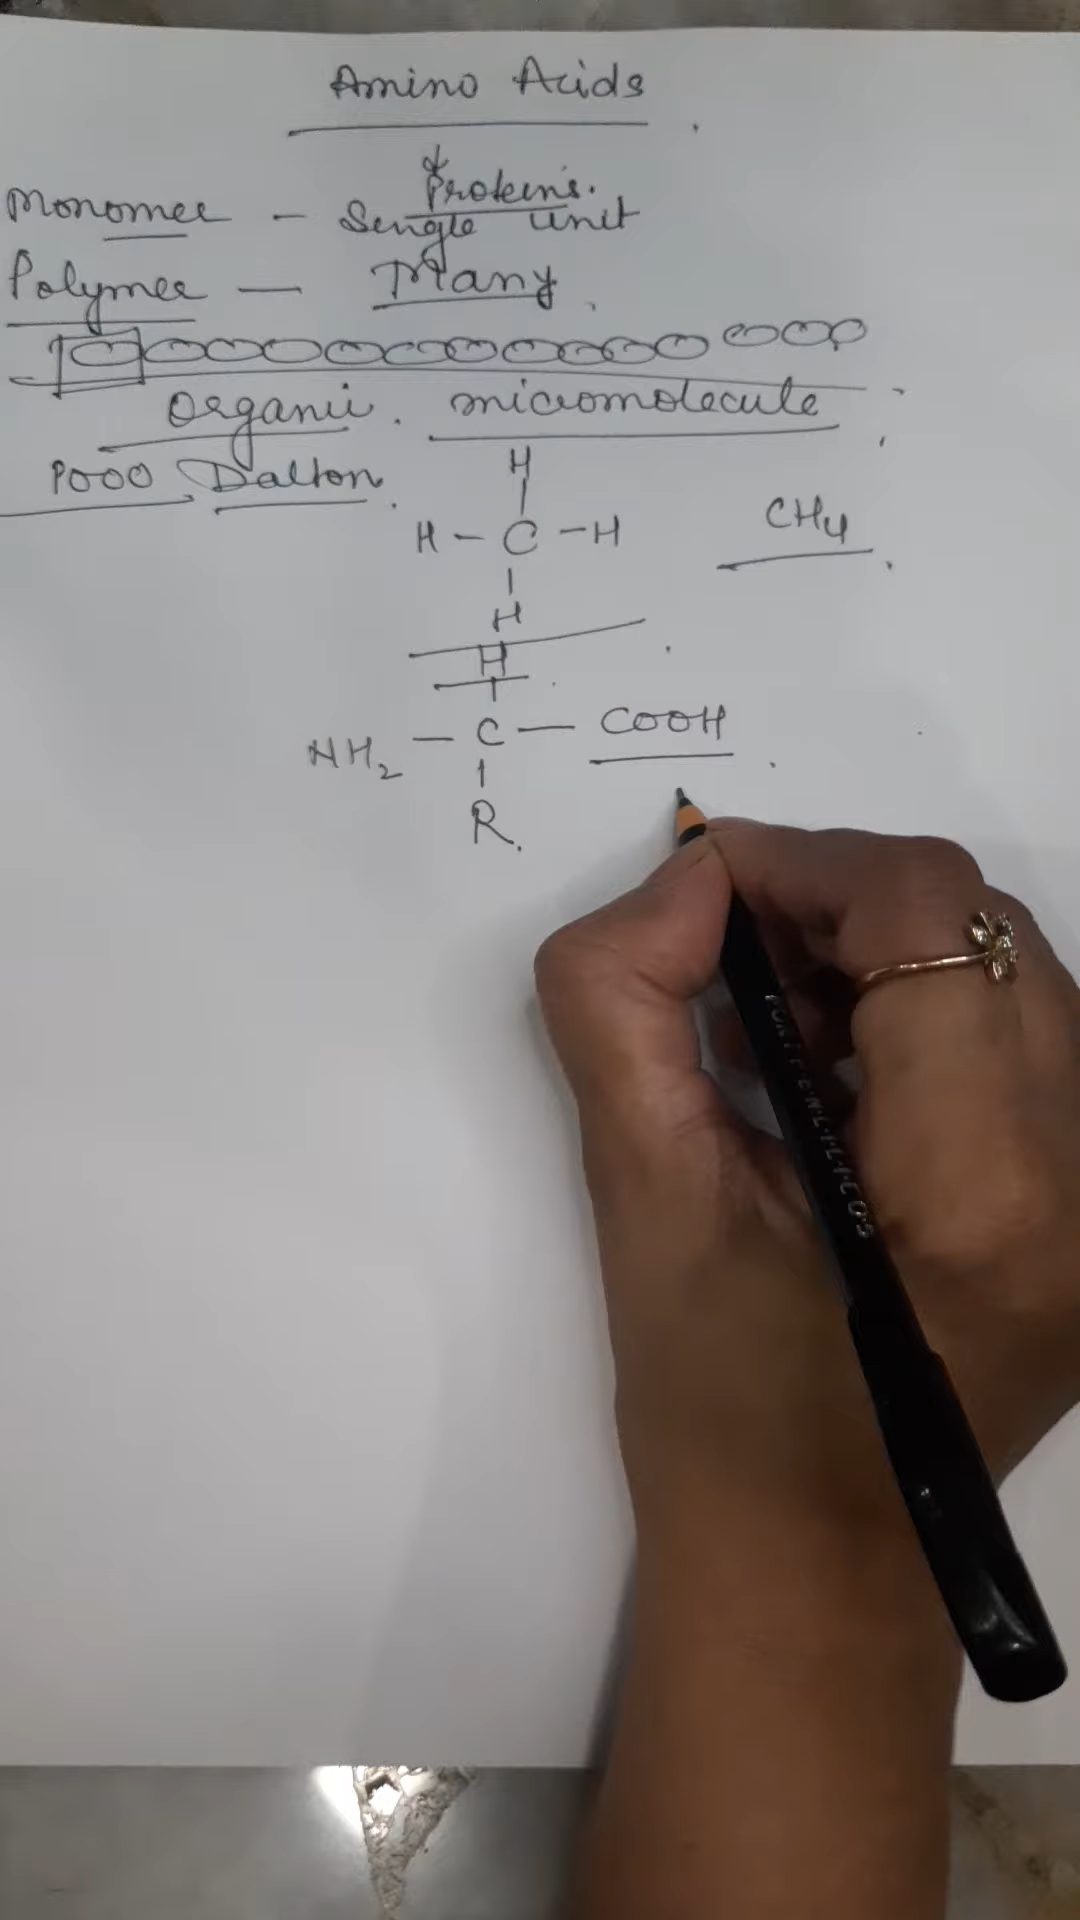 Amino Acids
↓
Proteins.
Monomer - Single unit
Polymer - Many
Organic. micromolecule
1000 Dalton.
H
H - C - H
CH4
H
H
NH2 - C - COOH
R.